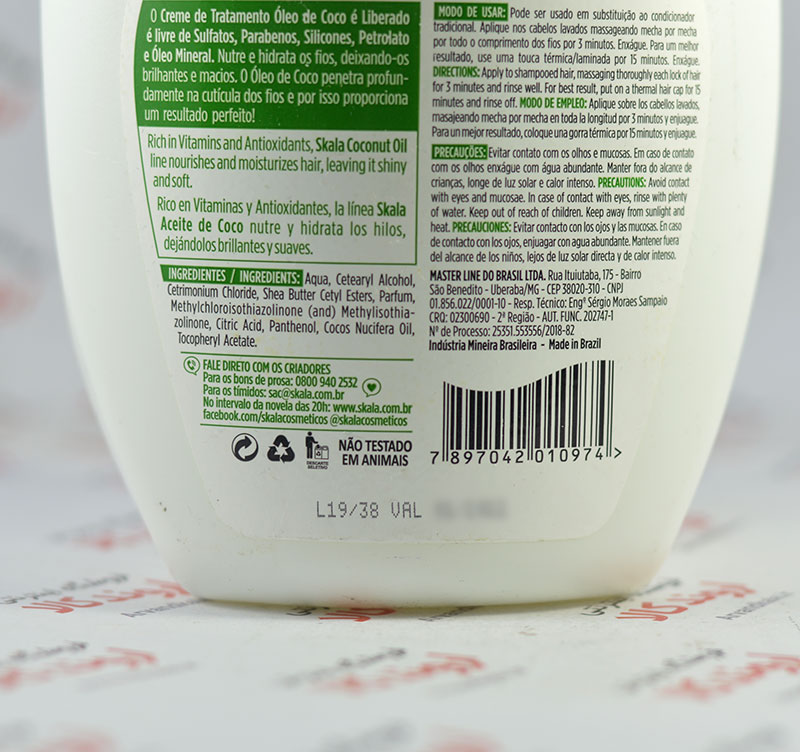 O Creme de Tratamento Óleo de Coco é Liberado
é livre de Sulfatos, Parabenos, Silicones, Petrolato
e Óleo Mineral. Nutre e hidrata os fios, deixando-os
brilhantes e macios. O Óleo de Coco penetra profun-
damente na cutícula dos fios e por isso proporciona
um resultado perfeito!
Rich in Vitamins and Antioxidants, Skala Coconut Oil
line nourishes and moisturizes hair, leaving it shiny
and soft.
Rico en Vitaminas y Antioxidantes, la línea Skala
Aceite de Coco nutre y hidrata los hilos,
dejándolos brillantes y suaves.
INGREDIENTES / INGREDIENTS: Aqua, Cetearyl Alcohol,
Cetrimonium Chloride, Shea Butter Cetyl Esters, Parfum,
Methylchloroisothiazolinone (and) Methylisothia-
zolinone, Citric Acid, Panthenol, Cocos Nucifera Oil,
Tocopheryl Acetate.
FALE DIRETO COM OS CRIADORES
Para os bons de prosa: 0800 940 2532
Para os tímidos: sac@skala.com.br
No intervalo da novela das 20h: www.skala.com.br
facebook.com/skalacosmeticos @skalacosmeticos
DESCARTE
SELETIVO
NÃO TESTADO
EM ANIMAIS
MODO DE USAR: Pode ser usado em substituição ao condicionador
tradicional. Aplique nos cabelos lavados massageando mecha por mecha
por todo o comprimento dos fios por 3 minutos. Enxágue. Para um melhor
resultado, use uma touca térmica/laminada por 15 minutos. Enxágue.
DIRECTIONS: Apply to shampooed hair, massaging thoroughly each lock of hair
for 3 minutes and rinse well. For best result, put on a thermal hair cap for 15
minutes and rinse off. MODO DE EMPLEO: Aplique sobre los cabellos lavados,
masajeando mecha por mecha en toda la longitud por 3 minutos y enjuague.
Para un mejor resultado, coloque una gorra térmica por 15 minutos y enjuague.
PRECAUÇÕES: Evitar contato com os olhos e mucosas. Em caso de contato
com os olhos enxágue com água abundante. Manter fora do alcance de
crianças, longe de luz solar e calor intenso. PRECAUTIONS: Avoid contact
with eyes and mucosae. In case of contact with eyes, rinse with plenty
of water. Keep out of reach of children. Keep away from sunlight and
heat. PRECAUCIONES: Evitar contacto con los ojos y las mucosas. En caso
de contacto con los ojos, enjuagar con agua abundante. Mantener fuera
del alcance de los niños, lejos de luz solar directa y de calor intenso.
MASTER LINE DO BRASIL LTDA. Rua Ituiutaba, 175 - Bairro
São Benedito - Uberaba/MG - CEP 38020-310 - CNPJ
01.856.022/0001-10 - Resp. Técnico: Engº Sérgio Moraes Sampaio
CRQ: 02300690 - 2ª Região - AUT. FUNC. 202747-1
Nº de Processo: 25351.553556/2018-82
Indústria Mineira Brasileira - Made in Brazil
7 897042 010974 >
L19/38 VAL